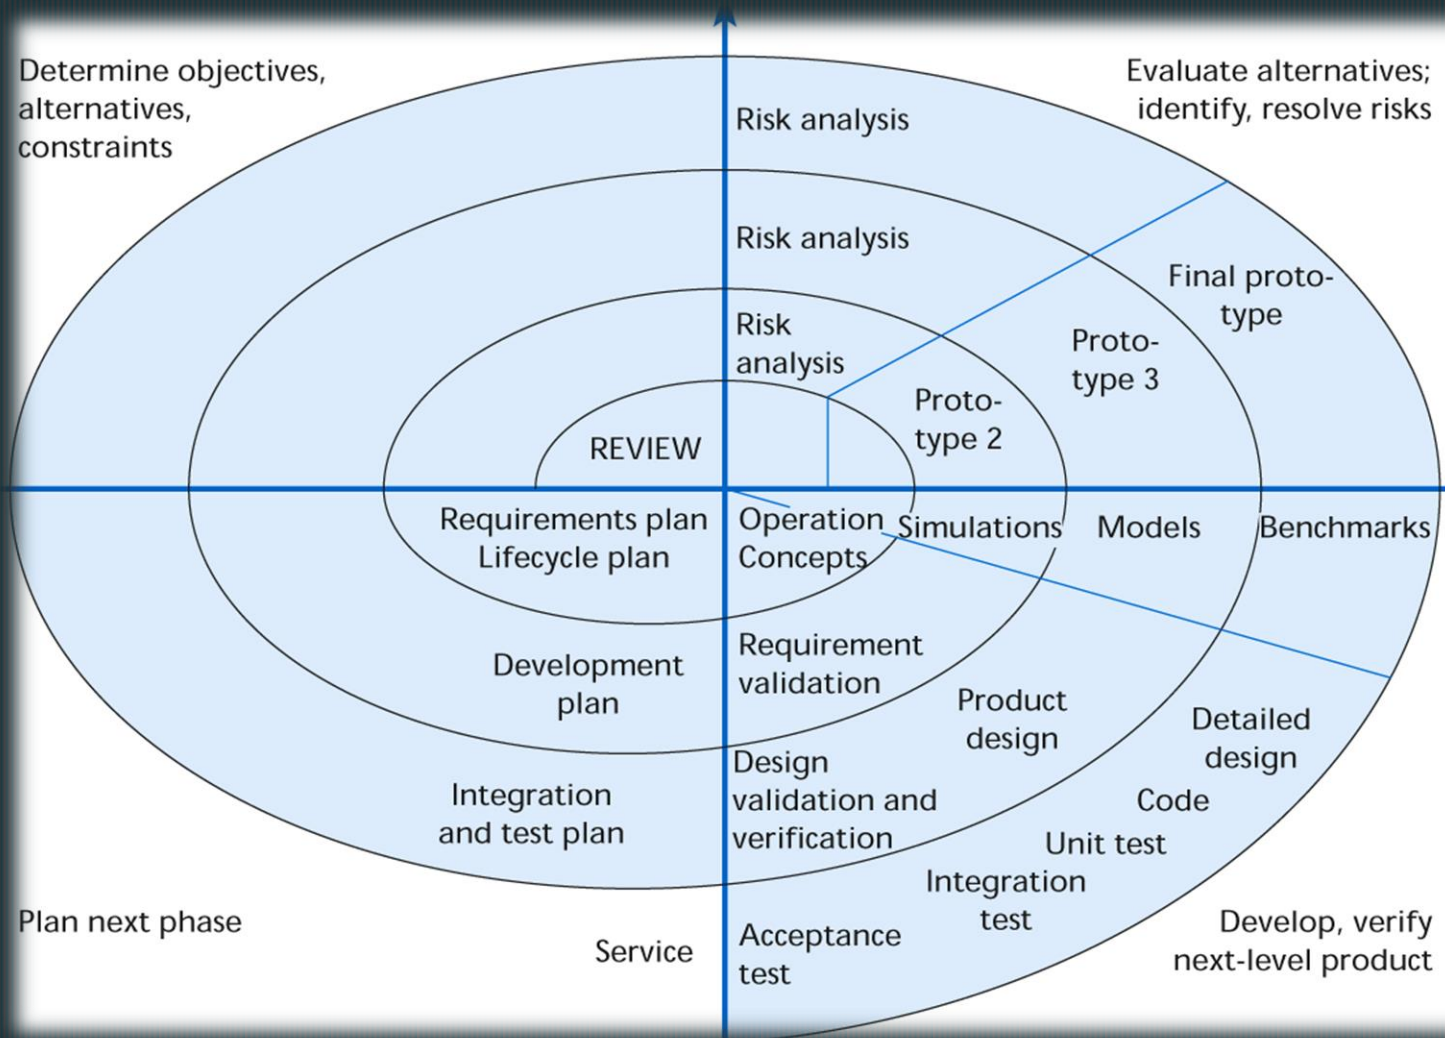 Determine objectives,
alternatives,
constraints
Evaluate alternatives;
identify, resolve risks
Risk analysis
Risk analysis
Risk
analysis
Final proto-
type
Proto-
type 3
Proto-
type 2
REVIEW
Requirements plan
Lifecycle plan
Operation
Concepts
Simulations
Models
Benchmarks
Development
plan
Requirement
validation
Product
design
Detailed
design
Integration
and test plan
Design
validation and
verification
Code
Unit test
Integration
test
Acceptance
test
Plan next phase
Service
Develop, verify
next-level product